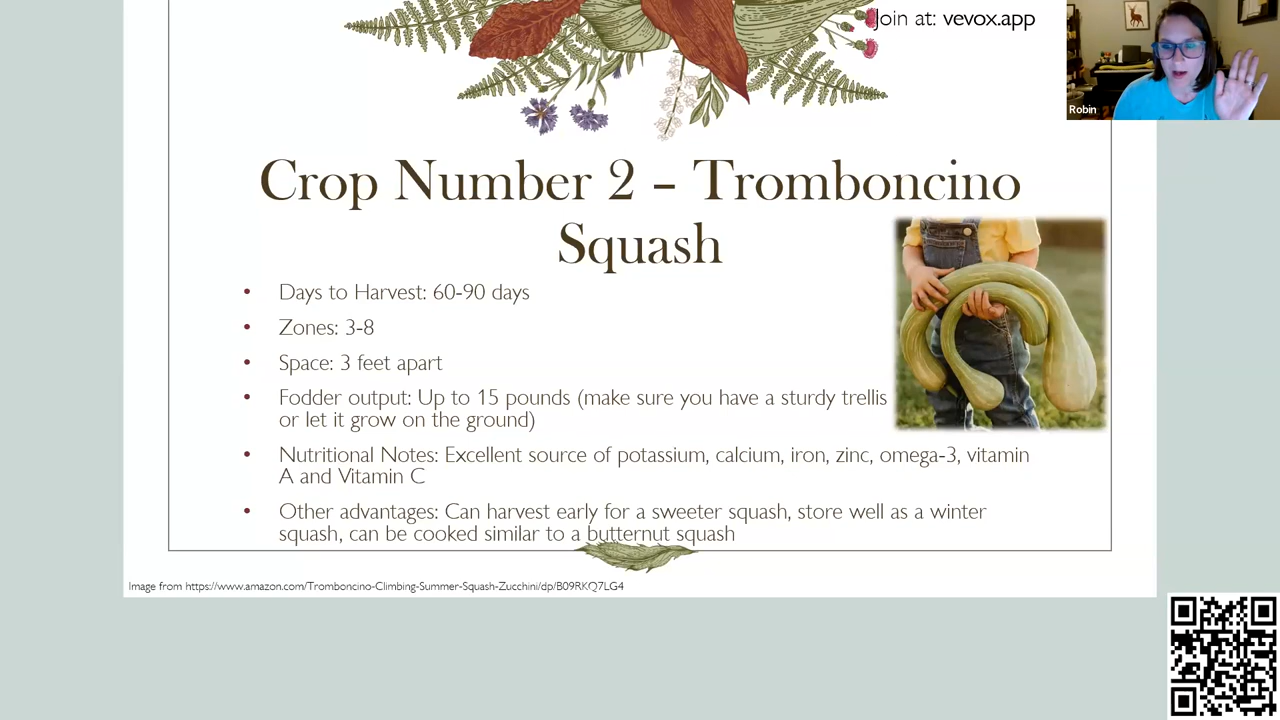 Join at: vevox.app
Robin
Crop Number 2 – Tromboncino
Squash
• Days to Harvest: 60-90 days
• Zones: 3-8
• Space: 3 feet apart
• Fodder output: Up to 15 pounds (make sure you have a sturdy trellis
or let it grow on the ground)
• Nutritional Notes: Excellent source of potassium, calcium, iron, zinc, omega-3, vitamin
A and Vitamin C
• Other advantages: Can harvest early for a sweeter squash, store well as a winter
squash, can be cooked similar to a butternut squash
Image from https://www.amazon.com/Tromboncino-Climbing-Summer-Squash-Zucchini/dp/B09RKQ7LG4